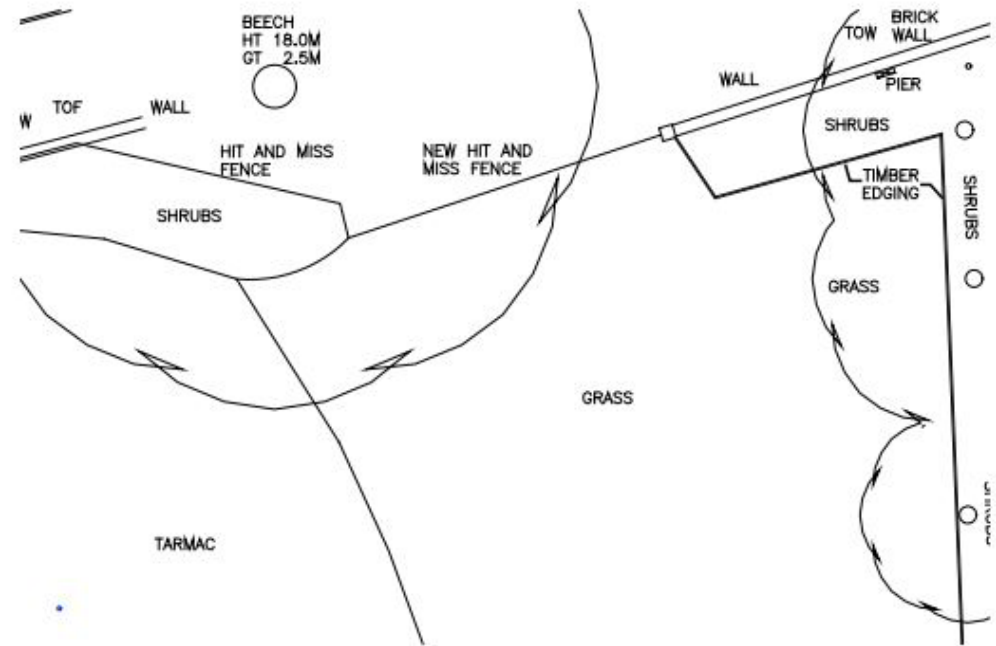 BEECH
HT 18.0M
GT 2.5M
BRICK
TOW WALL
WALL
PIER
W
TOF WALL
SHRUBS
HIT AND MISS
FENCE
NEW HIT AND
MISS FENCE
TIMBER
EDGING
SHRUBS
SHRUBS
GRASS
GRASS
TARMAC